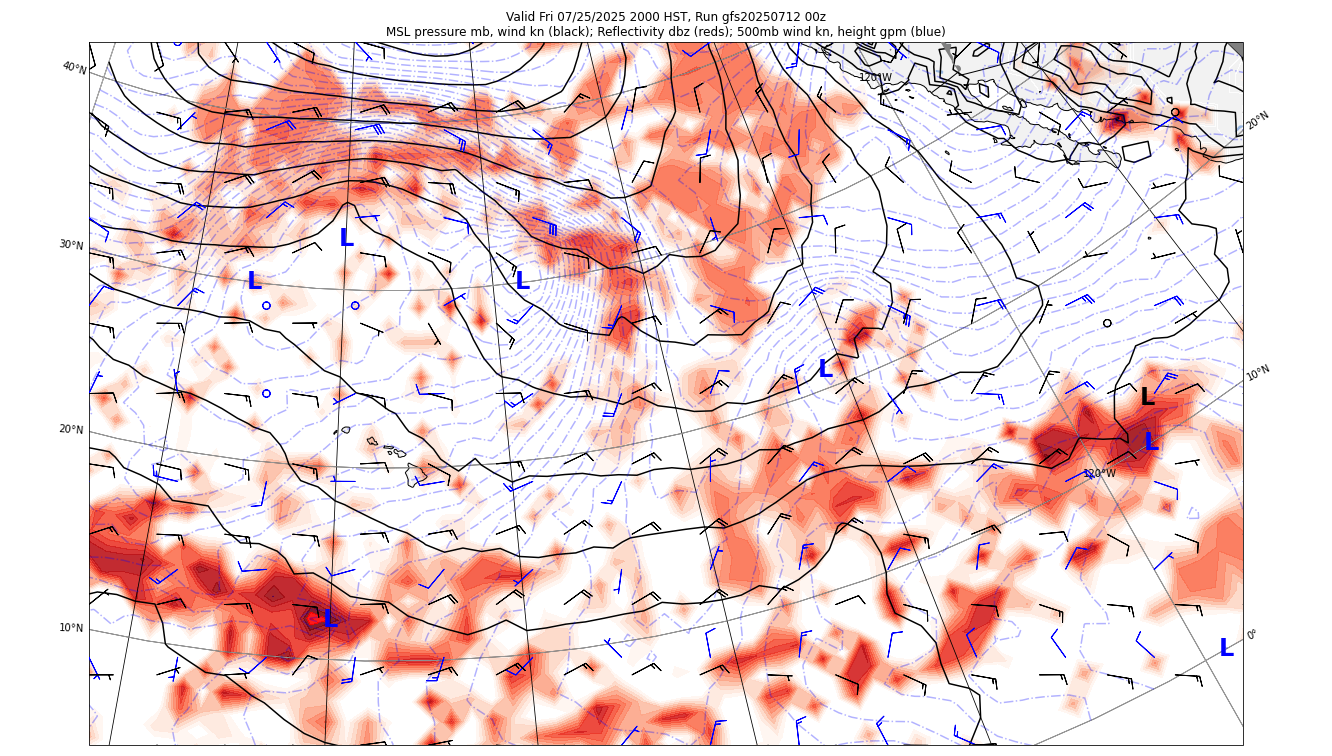 Valid Fri 07/25/2025 2000 HST, Run gfs20250712 00z
MSL pressure mb, wind kn (black); Reflectivity dbz (reds); 500mb wind kn, height gpm (blue)
40°N
120°W
20°N
30°N
L
L
L
L
10°N
L
20°N
L
120°W
L
10°N
0°
L